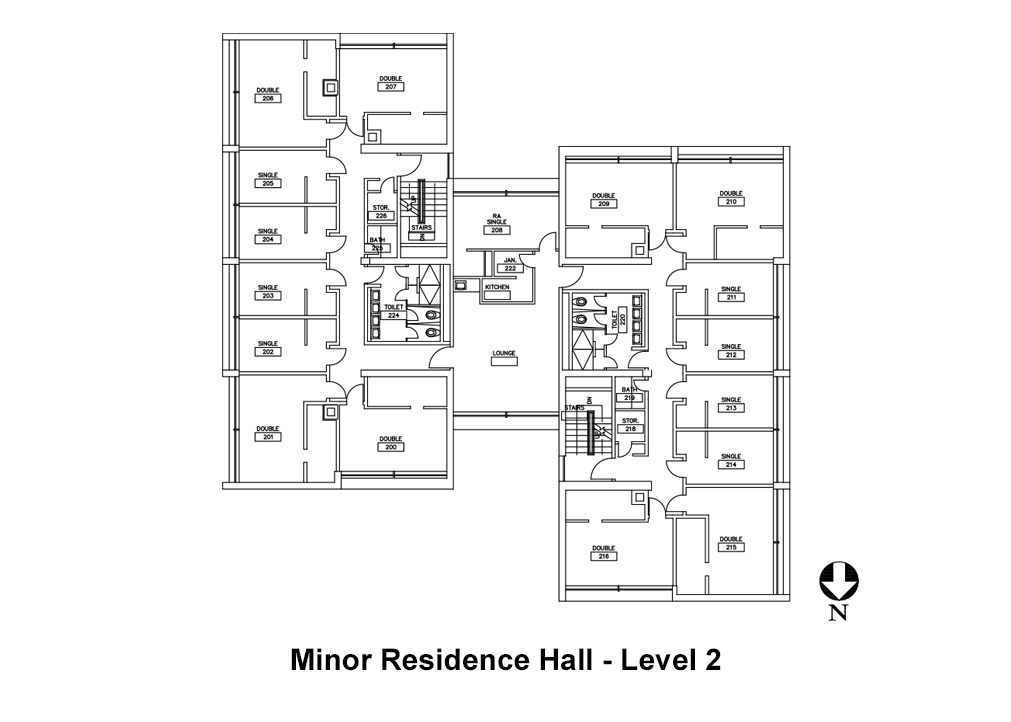 DOUBLE
206
DOUBLE
207
SINGLE
205
SINGLE
204
SINGLE
203
SINGLE
202
DOUBLE
201
DOUBLE
200
STOR.
226
BATH
225
UP
STAIRS
DN
TOILET
224
RA
SINGLE
208
JAN.
222
KITCHEN
LOUNGE
DOUBLE
209
DOUBLE
210
SINGLE
211
SINGLE
212
SINGLE
213
SINGLE
214
TOILET
220
BATH
219
STOR.
218
DN
STAIRS
UP
DOUBLE
216
DOUBLE
215
N
Minor Residence Hall - Level 2